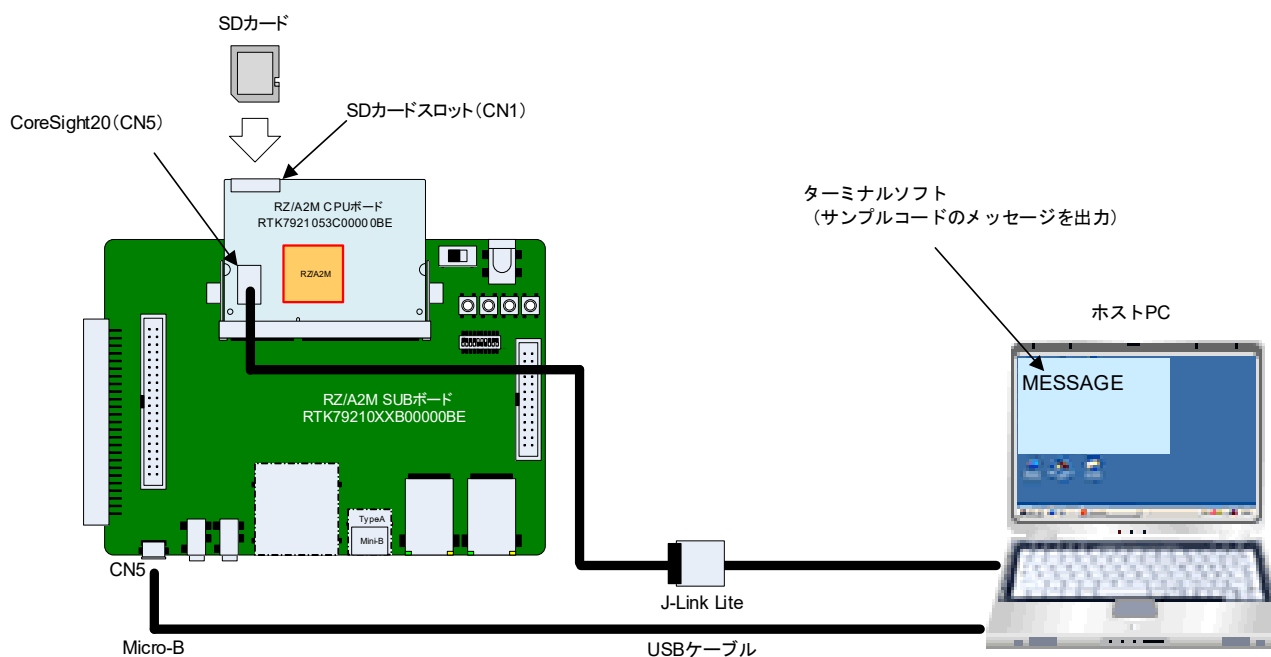 SDカード
CoreSight20（CN5）
SDカードスロット（CN1）
RZ/A2M CPUボード
RTK7921053C00000BE
RZ/A2M
ターミナルソフト
（サンプルコードのメッセージを出力）
ホストPC
MESSAGE
RZ/A2M SUBボード
RTK79210XXB00000BE
TypeA
Mini-B
CN5
J-Link Lite
Micro-B
USBケーブル